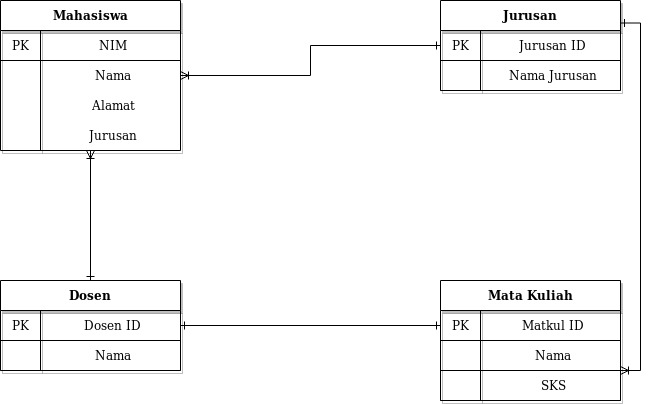 Mahasiswa
PK NIM
Nama
Alamat
Jurusan
Jurusan
PK Jurusan ID
Nama Jurusan
Dosen
PK Dosen ID
Nama
Mata Kuliah
PK Matkul ID
Nama
SKS